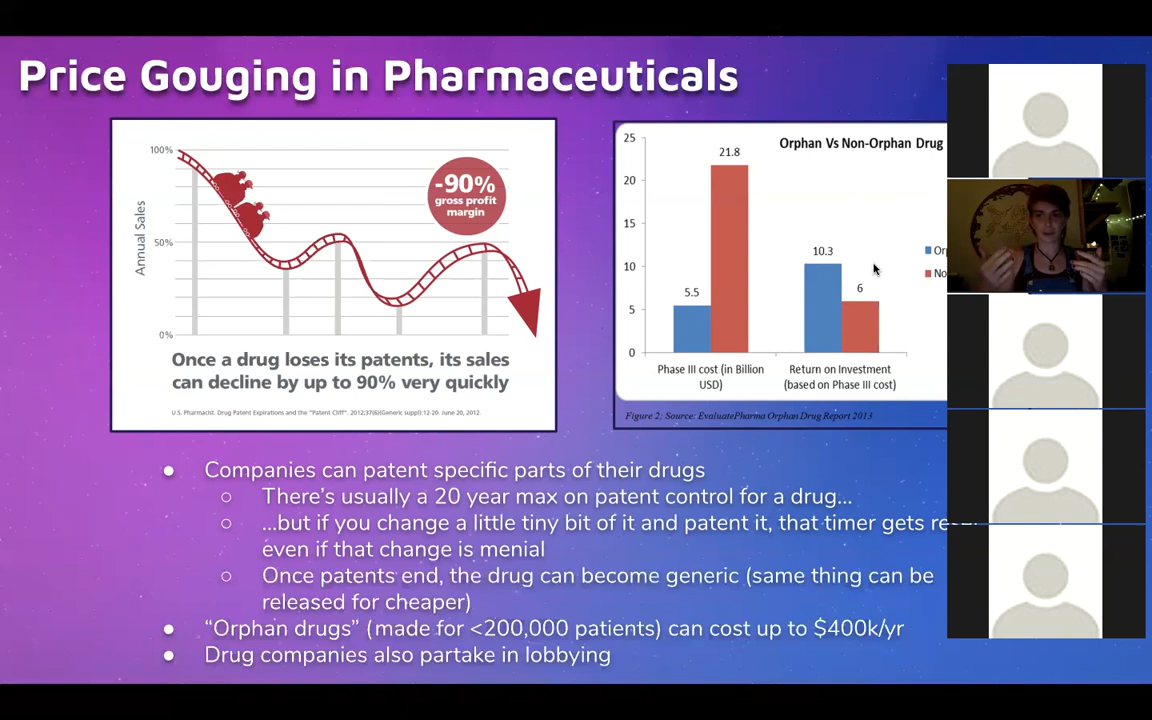 Price Gouging in Pharmaceuticals
100%
50%
0%
Annual Sales
-90%
gross profit
margin
Once a drug loses its patents, its sales
can decline by up to 90% very quickly
U.S. Pharmacist. Drug Patent Expirations and the "Patent Cliff". 2012;37(6)(Generic suppl):12-20. June 20, 2012.
Orphan Vs Non-Orphan Drug
25
20
15
10
5
0
5.5
21.8
10.3
6
Phase III cost (in Billion
USD)
Return on Investment
(based on Phase III cost)
Figure 2; Source: EvaluatePharma Orphan Drug Report 2013
● Companies can patent specific parts of their drugs
○ There's usually a 20 year max on patent control for a drug...
○ ...but if you change a little tiny bit of it and patent it, that timer gets
even if that change is menial
○ Once patents end, the drug can become generic (same thing can be
released for cheaper)
● "Orphan drugs" (made for <200,000 patients) can cost up to $400k/yr
● Drug companies also partake in lobbying